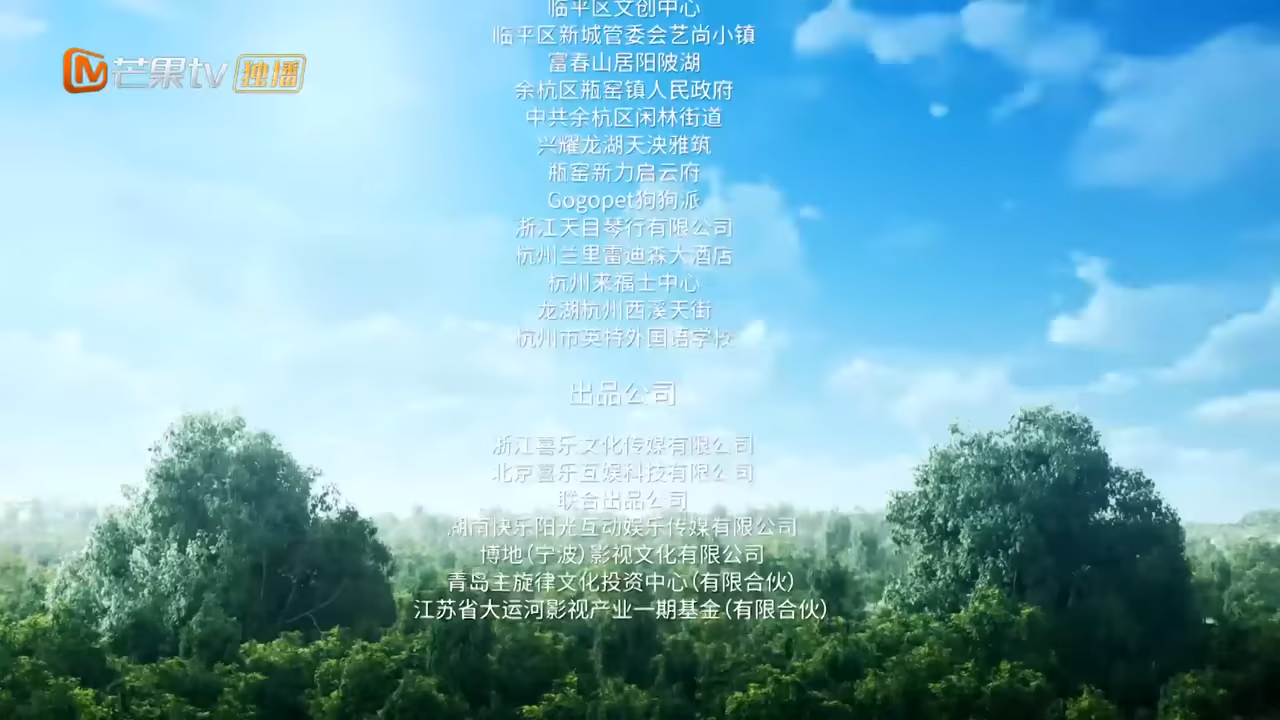 临平区文创中心
临平区新城管委会艺尚小镇
芒果tv 独播
富春山居阳陂湖
余杭区瓶窑镇人民政府
中共余杭区闲林街道
兴耀龙湖天泱雅筑
瓶窑新力启云府
Gogopet狗狗派
浙江天目琴行有限公司
杭州兰里雷迪森大酒店
杭州来福士中心
龙湖杭州西溪天街
杭州市英特外国语学校
出品公司
浙江喜乐文化传媒有限公司
北京喜乐互娱科技有限公司
联合出品公司
湖南快乐阳光互动娱乐传媒有限公司
博地(宁波)影视文化有限公司
青岛主旋律文化投资中心(有限合伙)
江苏省大运河影视产业一期基金(有限合伙)